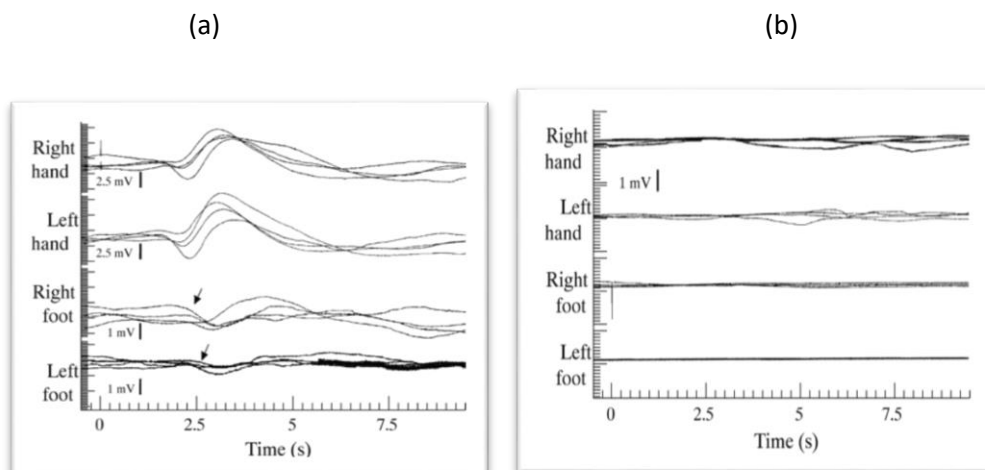 (a)
(b)
Right
hand
2.5 mV
Left
hand
2.5 mV
Right
foot
1 mV
Left
foot
1 mV
0
2.5
5
7.5
Time (s)
Right
hand
1 mV
Left
hand
Right
foot
Left
foot
0
2.5
5
7.5
Time (s)